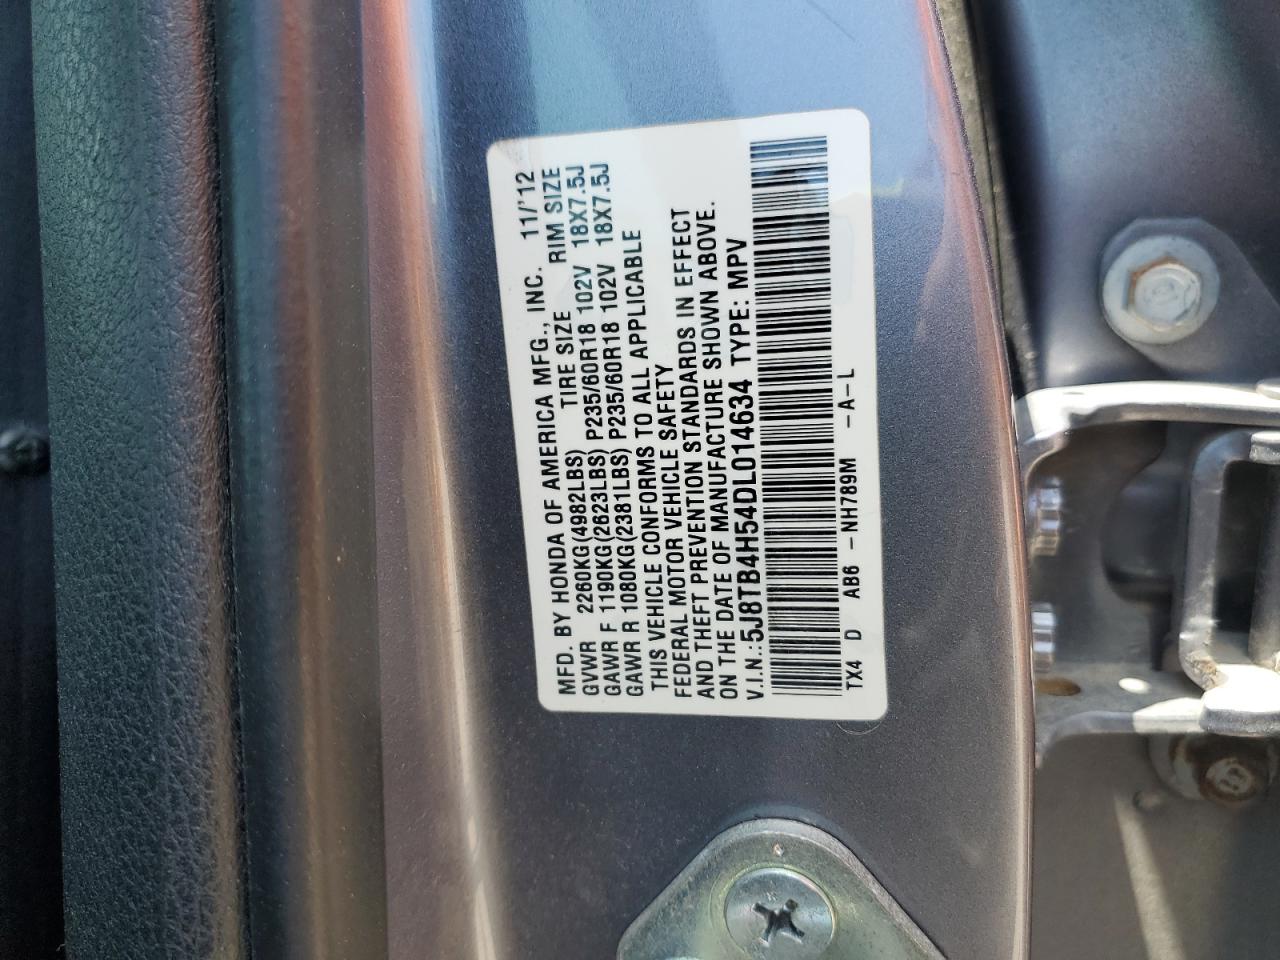 MFD. BY HONDA OF AMERICA MFG., INC. 11/'12
GVWR 2260KG(4982LBS) TIRE SIZE RIM SIZE
GAWR F 1190KG(2623LBS) P235/60R18 102V 18X7.5J
GAWR R 1080KG(2381LBS) P235/60R18 102V 18X7.5J
THIS VEHICLE CONFORMS TO ALL APPLICABLE
FEDERAL MOTOR VEHICLE SAFETY
AND THEFT PREVENTION STANDARDS IN EFFECT
ON THE DATE OF MANUFACTURE SHOWN ABOVE.
V.I.N.:5J8TB4H54DL014634 TYPE: MPV
TX4 D AB6 -NH789M -A-L